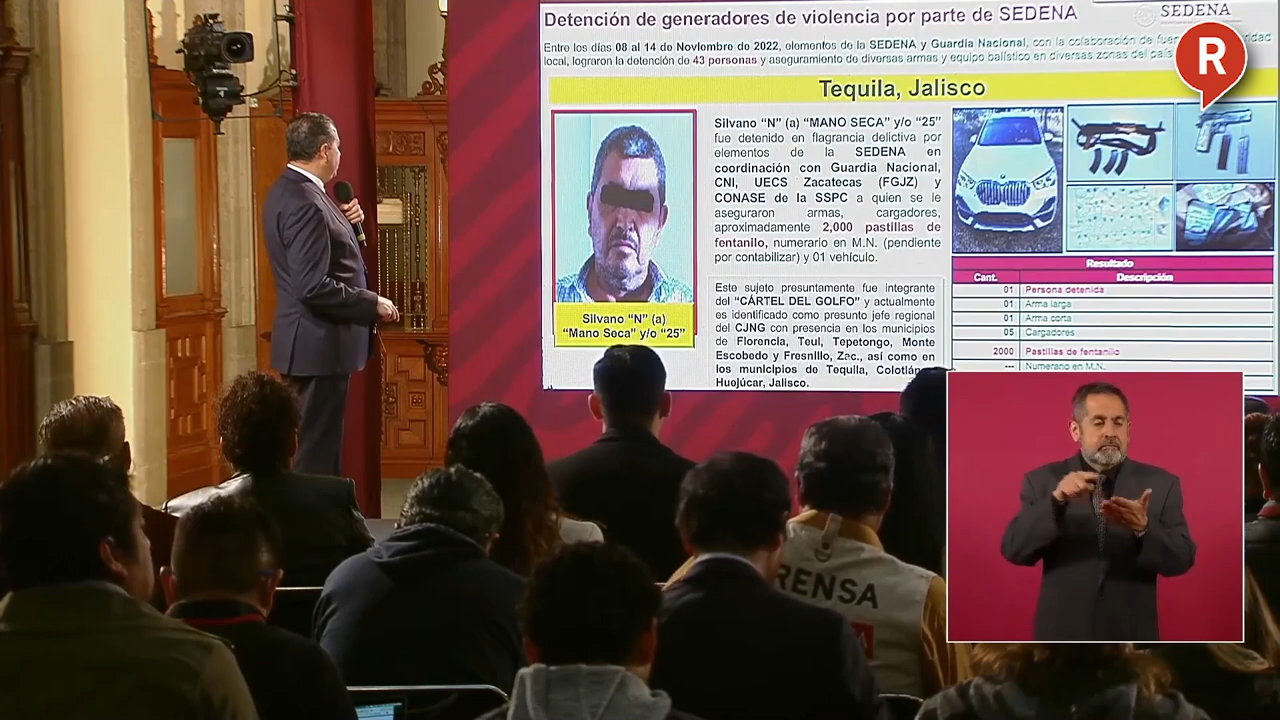 Detención de generadores de violencia por parte de SEDENA
SEDENA
R
Entre los días 08 al 14 de Noviembre de 2022, elementos de la SEDENA y Guardia Nacional, con la colaboración de
local, lograron la detención de 43 personas y aseguramiento de diversas armas y equipo balístico en diversas zonas del país
Tequila, Jalisco
Silvano "N" (a)
"Mano Seca" y/o "25"
Silvano "N" (a) "MANO SECA" y/o "25"
fue detenido en flagrancia delictiva por
elementos de la SEDENA en
coordinación con Guardia Nacional,
CNI, UECS Zacatecas (FGJZ) y
CONASE de la SSPC a quien se le
aseguraron armas, cargadores,
aproximadamente 2,000 pastillas de
fentanilo, numerario en M.N. (pendiente
por contabilizar) y 01 vehículo.
Este sujeto presuntamente fue integrante
del "CÁRTEL DEL GOLFO" y actualmente
es identificado como presunto jefe regional
del CJNG con presencia en los municipios
de Florencia, Teul, Tepetongo, Monte
Escobedo y Fresnillo, Zac., así como en
los municipios de Tequila, Colotlán,
Huejúcar, Jalisco.
Resultado
Cant. Descripción
01 Persona detenida
01 Arma larga
01 Arma corta
05 Cargadores
2000 Pastillas de fentanilo
--- Numerario en M.N.
RENSA